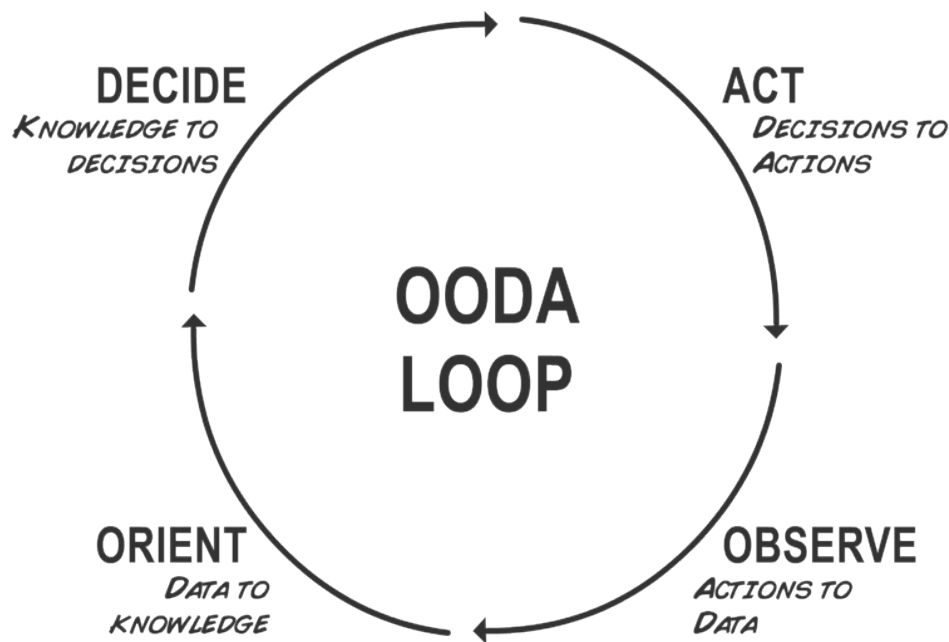 DECIDE
KNOWLEDGE TO
DECISIONS
ACT
DECISIONS TO
ACTIONS
OODA
LOOP
ORIENT
DATA TO
KNOWLEDGE
OBSERVE
ACTIONS TO
DATA